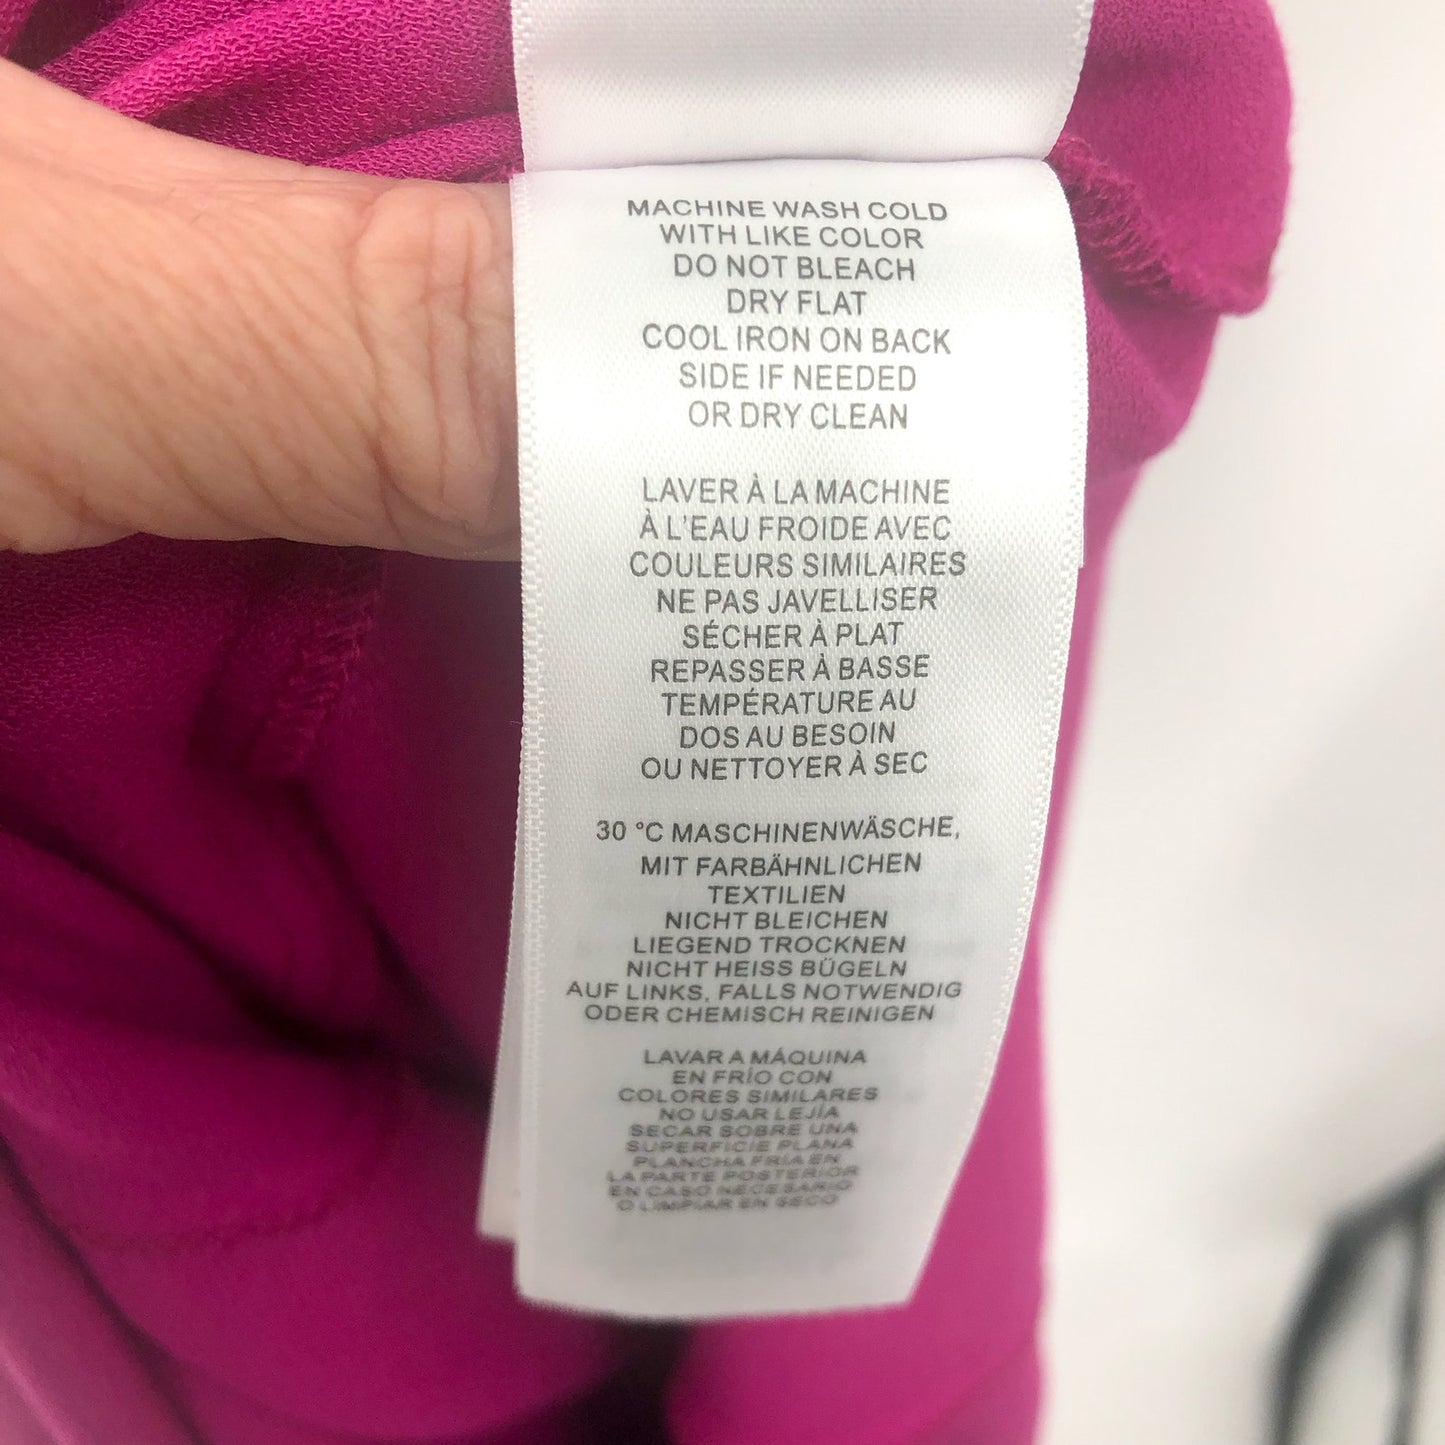 MACHINE WASH COLD
WITH LIKE COLOR
DO NOT BLEACH
DRY FLAT
COOL IRON ON BACK
SIDE IF NEEDED
OR DRY CLEAN
LAVER À LA MACHINE
À L'EAU FROIDE AVEC
COULEURS SIMILAIRES
NE PAS JAVELLISER
SÉCHER À PLAT
REPASSER À BASSE
TEMPÉRATURE AU
DOS AU BESOIN
OU NETTOYER À SEC
30 °C MASCHINENWÄSCHE,
MIT FARBÄHNLICHEN
TEXTILIEN
NICHT BLEICHEN
LIEGEND TROCKNEN
NICHT HEISS BÜGELN
AUF LINKS, FALLS NOTWENDIG
ODER CHEMISCH REINIGEN
LAVAR A MÁQUINA
EN FRÍO CON
COLORES SIMILARES
NO USAR LEJÍA
SECAR SOBRE UNA
SUPERFICIE PLANA
PLANCHA FRÍA EN
LA PARTE POSTERIOR
EN CASO NECESARIO
O LIMPIAR EN SECO